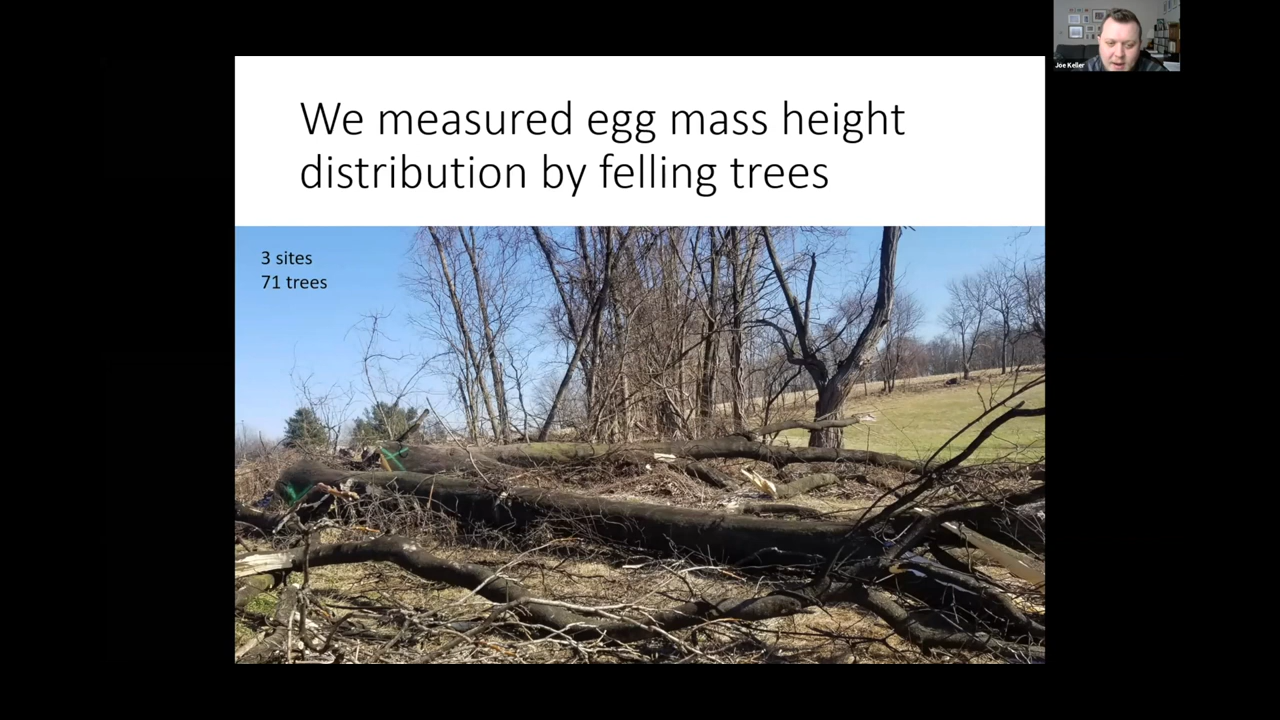 Joe Keller
We measured egg mass height
distribution by felling trees
3 sites
71 trees